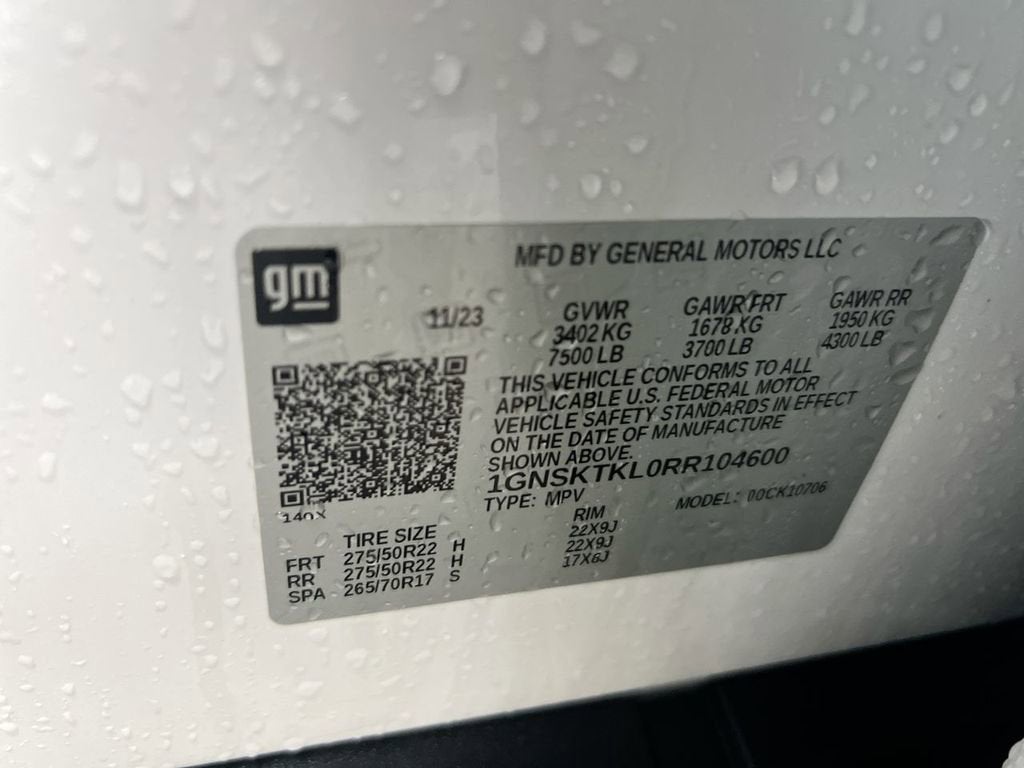 gm
MFD BY GENERAL MOTORS LLC
11/23
GVWR GAWR FRT GAWR RR
3402 KG 1678 KG 1950 KG
7500 LB 3700 LB 4300 LB
THIS VEHICLE CONFORMS TO ALL
APPLICABLE U.S. FEDERAL MOTOR
VEHICLE SAFETY STANDARDS IN EFFECT
ON THE DATE OF MANUFACTURE
SHOWN ABOVE.
1GNSKTKL0RR104600
TYPE: MPV MODEL: 00CK10706
140X
TIRE SIZE RIM
FRT 275/50R22 H 22X9J
RR 275/50R22 H 22X9J
SPA 265/70R17 S 17X8J